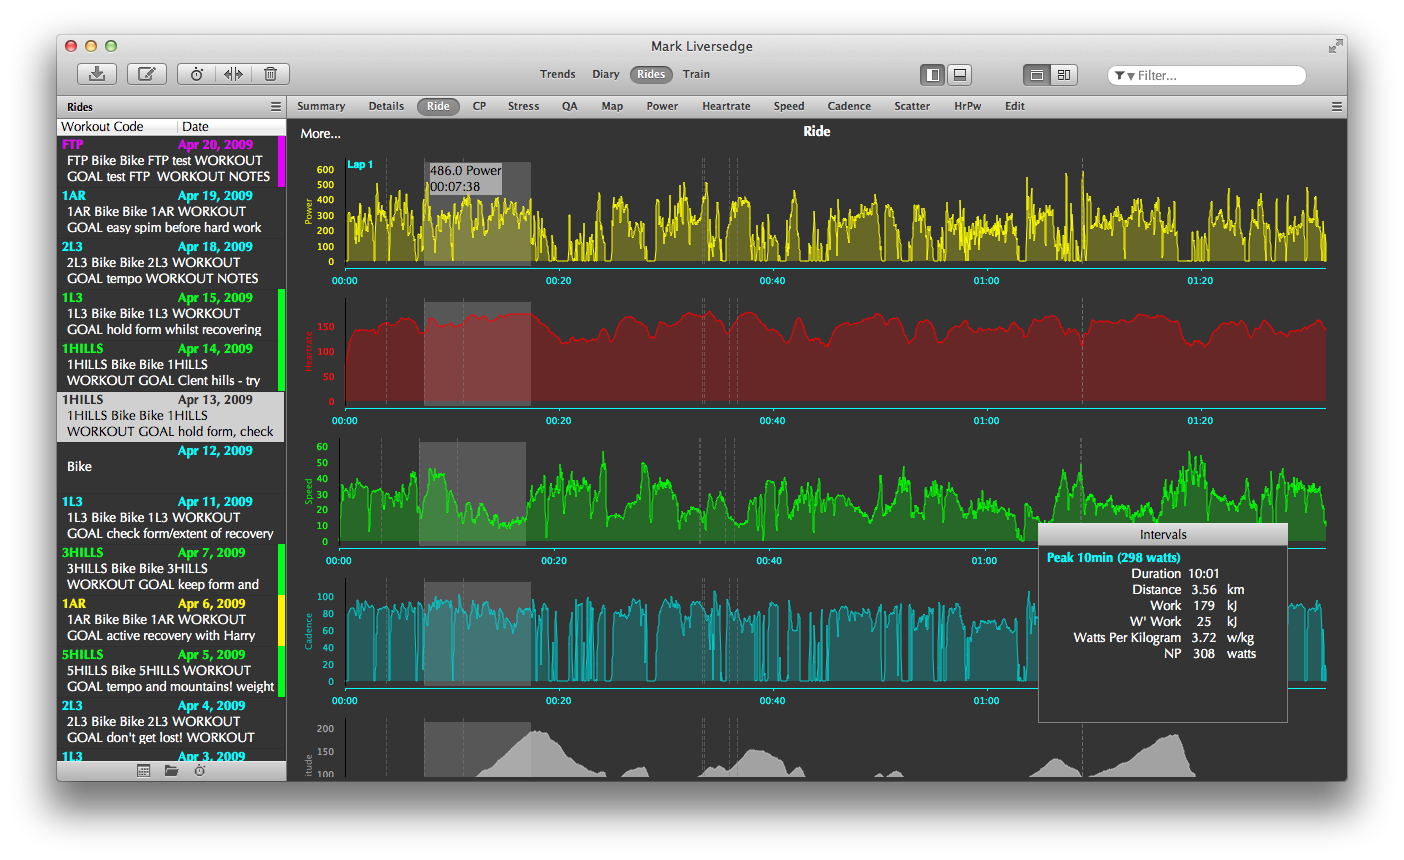 Mark Liversedge
Trends Diary Rides Train
Filter...
Rides
Workout Code Date
FTP Apr 20, 2009
FTP Bike Bike FTP test WORKOUT
GOAL test FTP WORKOUT NOTES
1AR Apr 19, 2009
1AR Bike Bike 1AR WORKOUT
GOAL easy spim before hard work
2L3 Apr 18, 2009
2L3 Bike Bike 2L3 WORKOUT
GOAL tempo WORKOUT NOTES
1L3 Apr 15, 2009
1L3 Bike Bike 1L3 WORKOUT
GOAL hold form whilst recovering
1HILLS Apr 14, 2009
1HILLS Bike Bike 1HILLS
WORKOUT GOAL Clent hills - try
1HILLS Apr 13, 2009
1HILLS Bike Bike 1HILLS
WORKOUT GOAL hold form, check
Apr 12, 2009
Bike
1L3 Apr 11, 2009
1L3 Bike Bike 1L3 WORKOUT
GOAL check form/extent of recovery
3HILLS Apr 7, 2009
3HILLS Bike Bike 3HILLS
WORKOUT GOAL keep form and
1AR Apr 6, 2009
1AR Bike Bike 1AR WORKOUT
GOAL active recovery with Harry
5HILLS Apr 5, 2009
5HILLS Bike 5HILLS WORKOUT
GOAL tempo and mountains! weight
2L3 Apr 4, 2009
2L3 Bike Bike 2L3 WORKOUT
GOAL don't get lost! WORKOUT
1L3 Apr 3, 2009
Summary Details Ride CP Stress QA Map Power Heartrate Speed Cadence Scatter HrPw Edit
More...
Ride
Lap 1
486.0 Power
00:07:38
Power
600
500
400
300
200
100
0
00:00 00:20 00:40 01:00 01:20
Heartrate
150
100
50
0
00:00 00:20 00:40 01:00 01:20
Speed
60
50
40
30
20
10
0
00:00 00:20 00:40 01:00
Cadence
100
80
60
40
20
0
00:00 00:20 00:40 01:00 01:20
itude
200
150
100
Intervals
Peak 10min (298 watts)
Duration 10:01
Distance 3.56 km
Work 179 kJ
W' Work 25 kJ
Watts Per Kilogram 3.72 w/kg
NP 308 watts